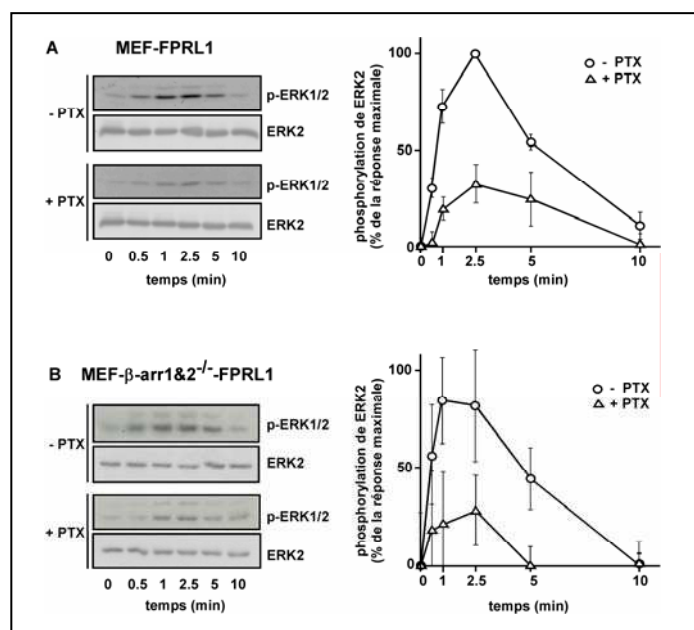 A MEF-FPRL1
- PTX
p-ERK1/2
ERK2
+ PTX
p-ERK1/2
ERK2
0 0.5 1 2.5 5 10
temps (min)
phosphorylation de ERK2
(% de la réponse maximale)
100
50
0
- PTX
+ PTX
0 1 2.5 5 10
temps (min)
B MEF-β-arr1&2-/--FPRL1
- PTX
p-ERK1/2
ERK2
+ PTX
p-ERK1/2
ERK2
0 0.5 1 2.5 5 10
temps (min)
phosphorylation de ERK2
(% de la réponse maximale)
100
50
0
- PTX
+ PTX
0 1 2.5 5 10
temps (min)